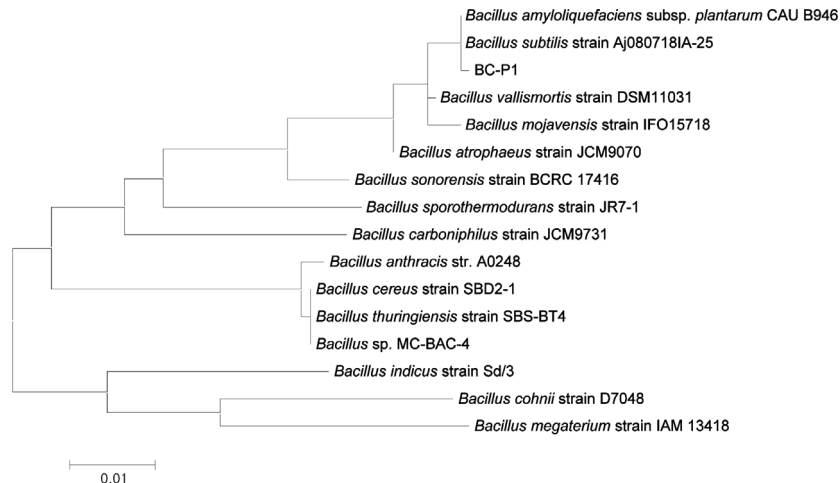 Bacillus amyloliquefaciens subsp. plantarum CAU B946
Bacillus subtilis strain Aj080718IA-25
BC-P1
Bacillus vallismortis strain DSM11031
Bacillus mojavensis strain IFO15718
Bacillus atrophaeus strain JCM9070
Bacillus sonorensis strain BCRC 17416
Bacillus sporothermodurans strain JR7-1
Bacillus carboniphilus strain JCM9731
Bacillus anthracis str. A0248
Bacillus cereus strain SBD2-1
Bacillus thuringiensis strain SBS-BT4
Bacillus sp. MC-BAC-4
Bacillus indicus strain Sd/3
Bacillus cohnii strain D7048
Bacillus megaterium strain IAM 13418
0.01